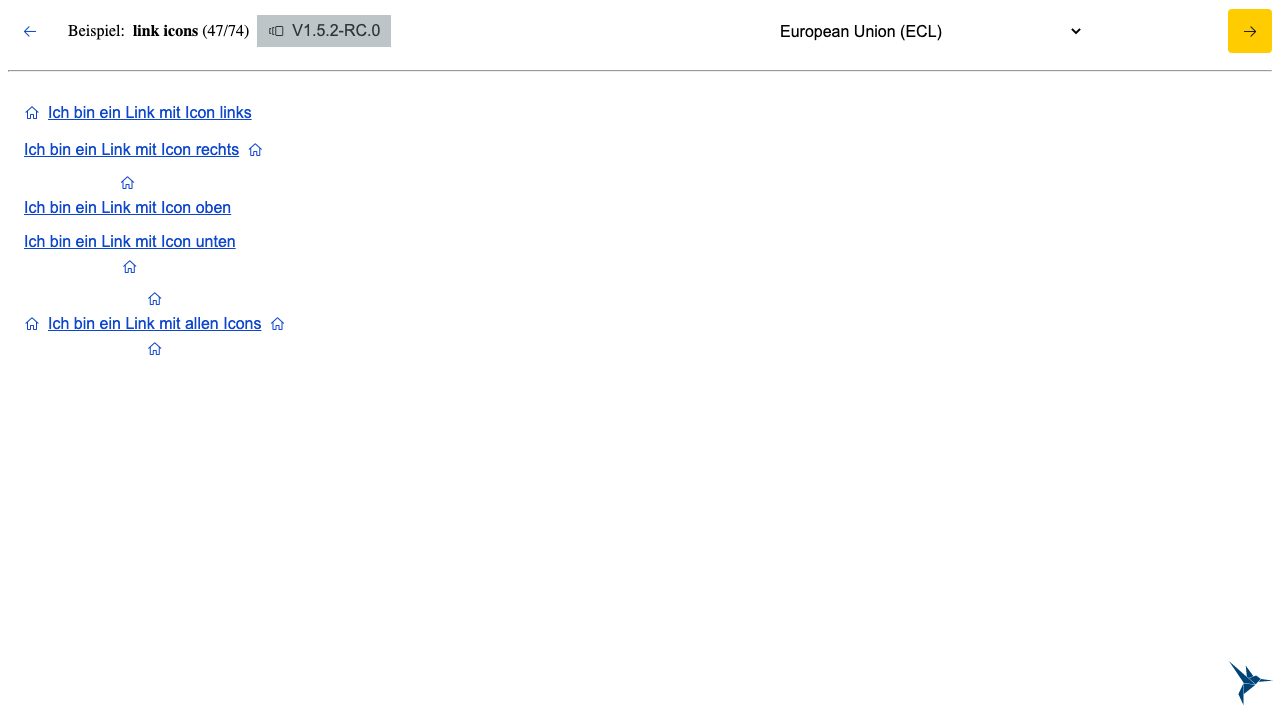 Beispiel: link icons (47/74) V1.5.2-RC.0 European Union (ECL)
Ich bin ein Link mit Icon links
Ich bin ein Link mit Icon rechts
Ich bin ein Link mit Icon oben
Ich bin ein Link mit Icon unten
Ich bin ein Link mit allen Icons